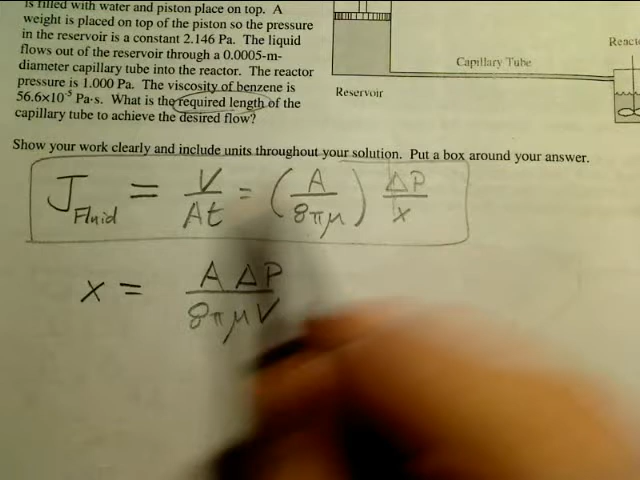 is filled with water and piston place on top. A
weight is placed on top of the piston so the pressure
in the reservoir is a constant 2.146 Pa. The liquid
flows out of the reservoir through a 0.0005-m-
diameter capillary tube into the reactor. The reactor
pressure is 1.000 Pa. The viscosity of benzene is
56.6x10⁻⁵ Pa·s. What is the required length of the
capillary tube to achieve the desired flow?
Capillary Tube
Reservoir
Show your work clearly and include units throughout your solution. Put a box around your answer.
J_Fluid = V/At = (A/8πμ) ΔP/x
x = A ΔP/8πμV